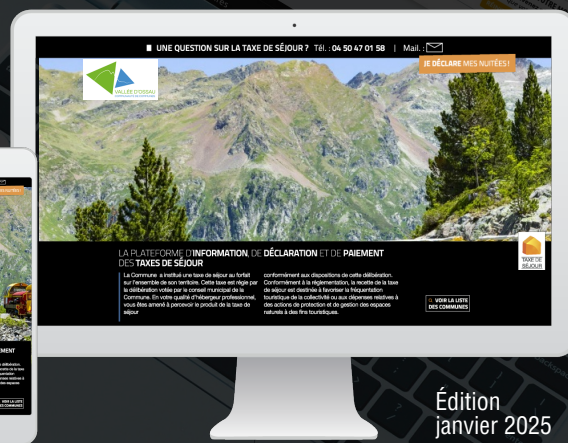 UNE QUESTION SUR LA TAXE DE SÉJOUR ? Tél. : 04 50 47 01 58 | Mail. :
JE DÉCLARE MES NUITÉES !
VALLÉE D'OSSAU
LA PLATEFORME D'INFORMATION, DE DÉCLARATION ET DE PAIEMENT
DES TAXES DE SÉJOUR
La Commune a institué une taxe de séjour au forfait
sur l'ensemble de son territoire. Cette taxe est régie par
la délibération votée par le conseil municipal de la
Commune. En votre qualité d'hébergeur professionnel,
vous êtes amené à percevoir le produit de la taxe de
séjour
conformément aux dispositions de cette délibération.
Conformément à la réglementation, la recette de la taxe
de séjour est destinée à favoriser la fréquentation
touristique de la collectivité ou aux dépenses relatives à
des actions de protection et de gestion des espaces
naturels à des fins touristiques.
TAXE DE
SÉJOUR
VOIR LA LISTE
DES COMMUNES
VOIR LA LISTE
DES COMMUNES
Édition
janvier 2025